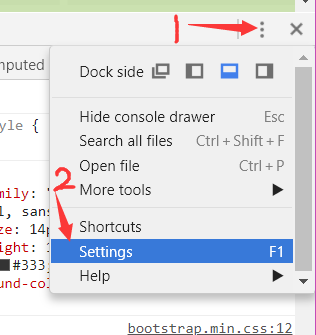 1
Dock side
mputed
Hide console drawer Esc
yle {
Search all files Ctrl + Shift + F
Open file Ctrl + P
2
mily: "
More tools
l, sans
ze: 14p
Shortcuts
ight: 1
Settings F1
#333;
und-col
Help
bootstrap.min.css:12